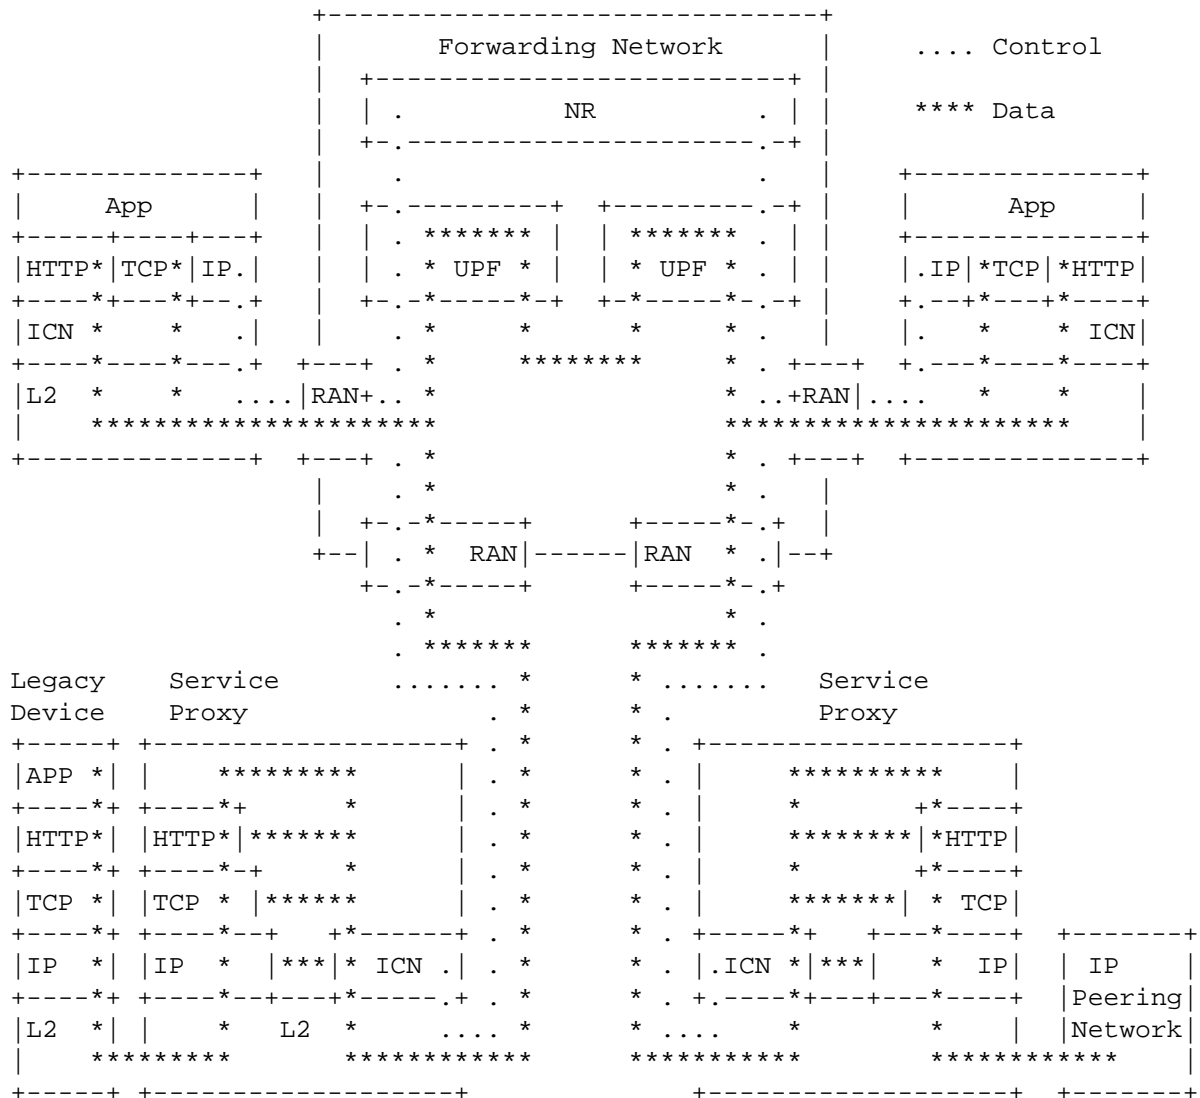 Forwarding Network
.... Control
NR
**** Data
App
App
HTTP TCP IP
UPF
UPF
IP TCP HTTP
ICN
ICN
L2
RAN
RAN
RAN
RAN
Legacy Service Service
Device Proxy Proxy
APP
HTTP HTTP HTTP
TCP TCP TCP
IP IP ICN ICN IP IP
Peering
L2 L2 Network